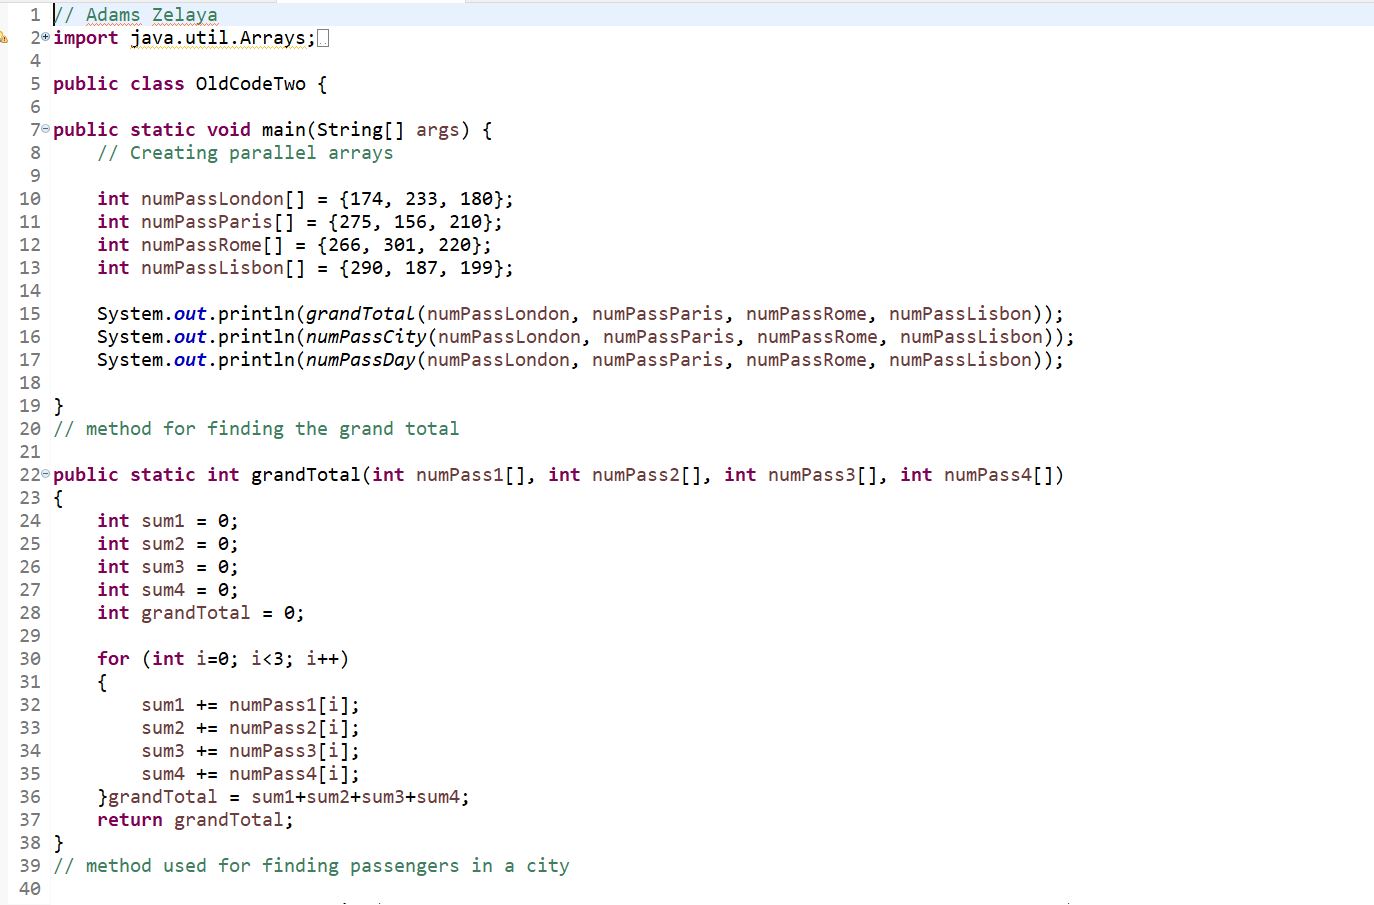 1 // Adams Zelaya
2 import java.util.Arrays;
4
5 public class OldCodeTwo {
6
7 public static void main(String[] args) {
8     // Creating parallel arrays
9
10     int numPassLondon[] = {174, 233, 180};
11     int numPassParis[] = {275, 156, 210};
12     int numPassRome[] = {266, 301, 220};
13     int numPassLisbon[] = {290, 187, 199};
14
15     System.out.println(grandTotal(numPassLondon, numPassParis, numPassRome, numPassLisbon));
16     System.out.println(numPassCity(numPassLondon, numPassParis, numPassRome, numPassLisbon));
17     System.out.println(numPassDay(numPassLondon, numPassParis, numPassRome, numPassLisbon));
18
19 }
20 // method for finding the grand total
21
22 public static int grandTotal(int numPass1[], int numPass2[], int numPass3[], int numPass4[])
23 {
24     int sum1 = 0;
25     int sum2 = 0;
26     int sum3 = 0;
27     int sum4 = 0;
28     int grandTotal = 0;
29
30     for (int i=0; i<3; i++)
31     {
32         sum1 += numPass1[i];
33         sum2 += numPass2[i];
34         sum3 += numPass3[i];
35         sum4 += numPass4[i];
36     }grandTotal = sum1+sum2+sum3+sum4;
37     return grandTotal;
38 }
39 // method used for finding passengers in a city
40